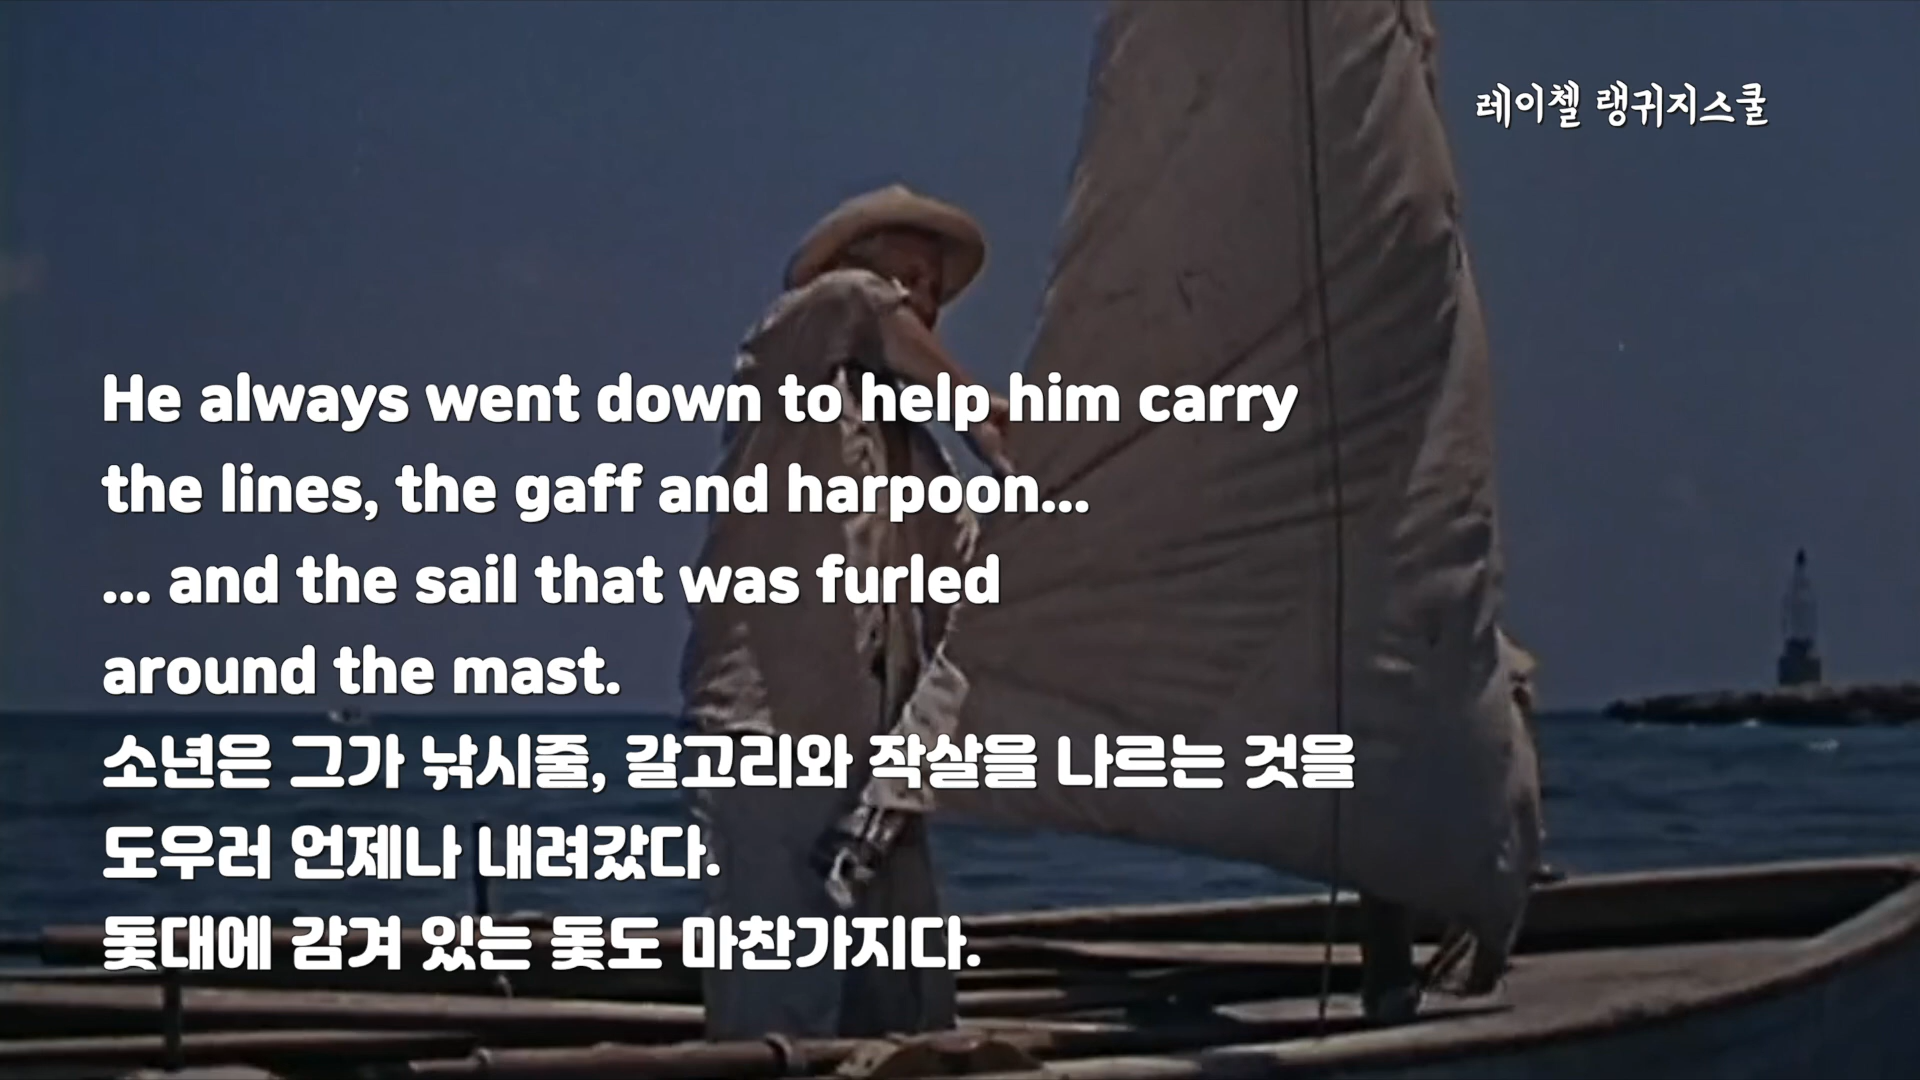 레이첼 랭귀지스쿨
He always went down to help him carry
the lines, the gaff and harpoon...
... and the sail that was furled
around the mast.
소년은 그가 낚시줄, 갈고리와 작살을 나르는 것을
도우러 언제나 내려갔다.
돛대에 감겨 있는 돛도 마찬가지다.